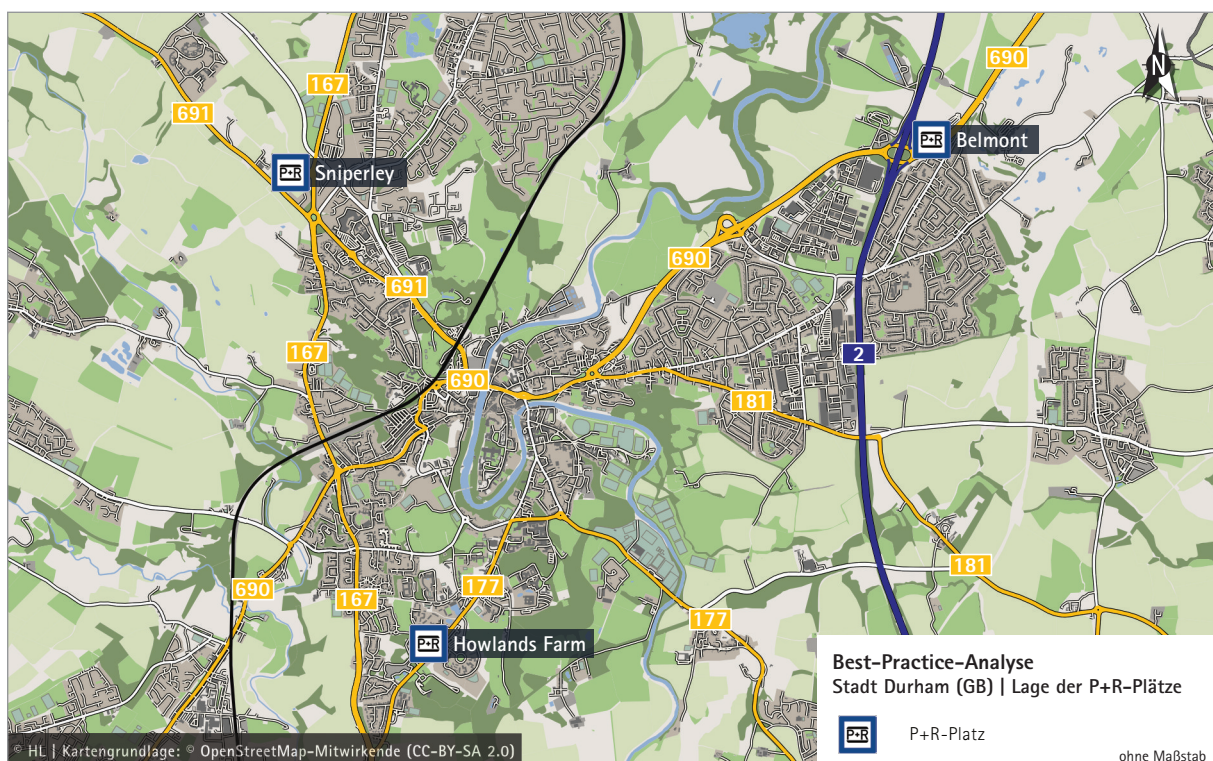 690
N
167
691
P+R Belmont
P+R Sniperley
690
691
167
2
690
181
181
690
167
177
177
P+R Howlands Farm
Best-Practice-Analyse
Stadt Durham (GB) | Lage der P+R-Plätze
P+R P+R-Platz
ohne Maßstab
© HL | Kartengrundlage: © OpenStreetMap-Mitwirkende (CC-BY-SA 2.0)